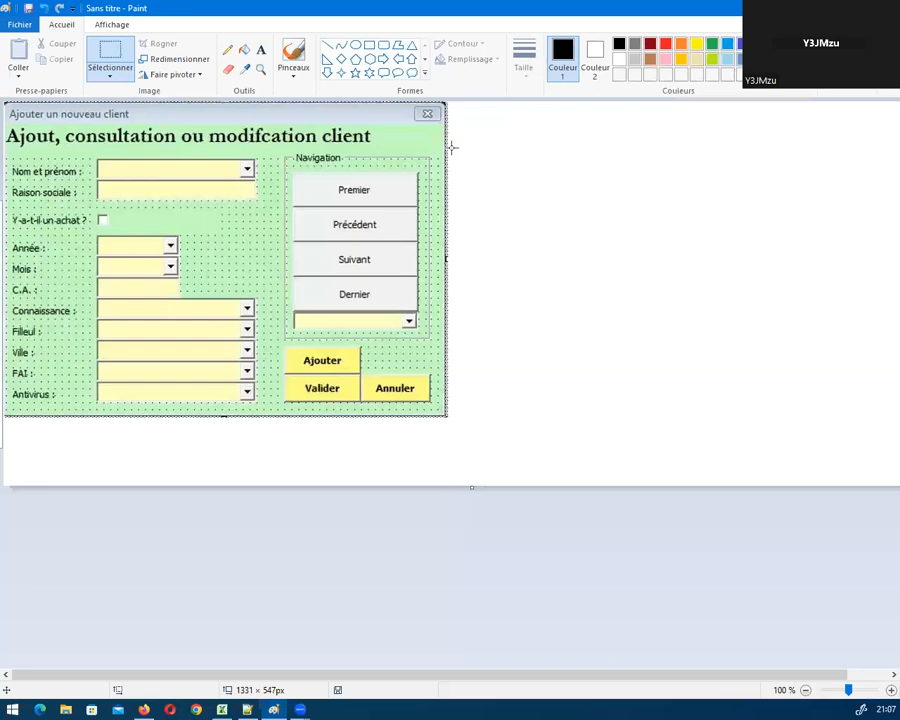 Sans titre - Paint
Fichier Accueil Affichage
Coller
Couper
Copier
Presse-papiers
Sélectionner
Rogner
Redimensionner
Faire pivoter
Image
A
Outils
Pinceaux
Contour
Remplissage
Formes
Taille
Couleur 1
Couleur 2
Couleurs
Y3JMzu
Y3JMzu
Ajouter un nouveau client
Ajout, consultation ou modifcation client
Nom et prénom :
Raison sociale :
Y-a-t-il un achat ?
Année :
Mois :
C.A. :
Connaissance :
Filleul :
Ville :
FAI :
Antivirus :
Navigation
Premier
Précédent
Suivant
Dernier
Ajouter
Valider Annuler
1331 × 547px
100 %
21:07